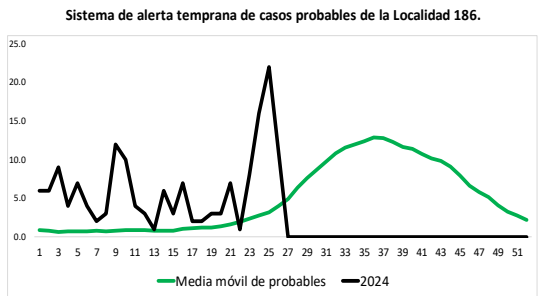 Sistema de alerta temprana de casos probables de la Localidad 186.
25.0
20.0
15.0
10.0
5.0
0.0
1 3 5 7 9 11 13 15 17 19 21 23 25 27 29 31 33 35 37 39 41 43 45 47 49 51
Media móvil de probables 2024